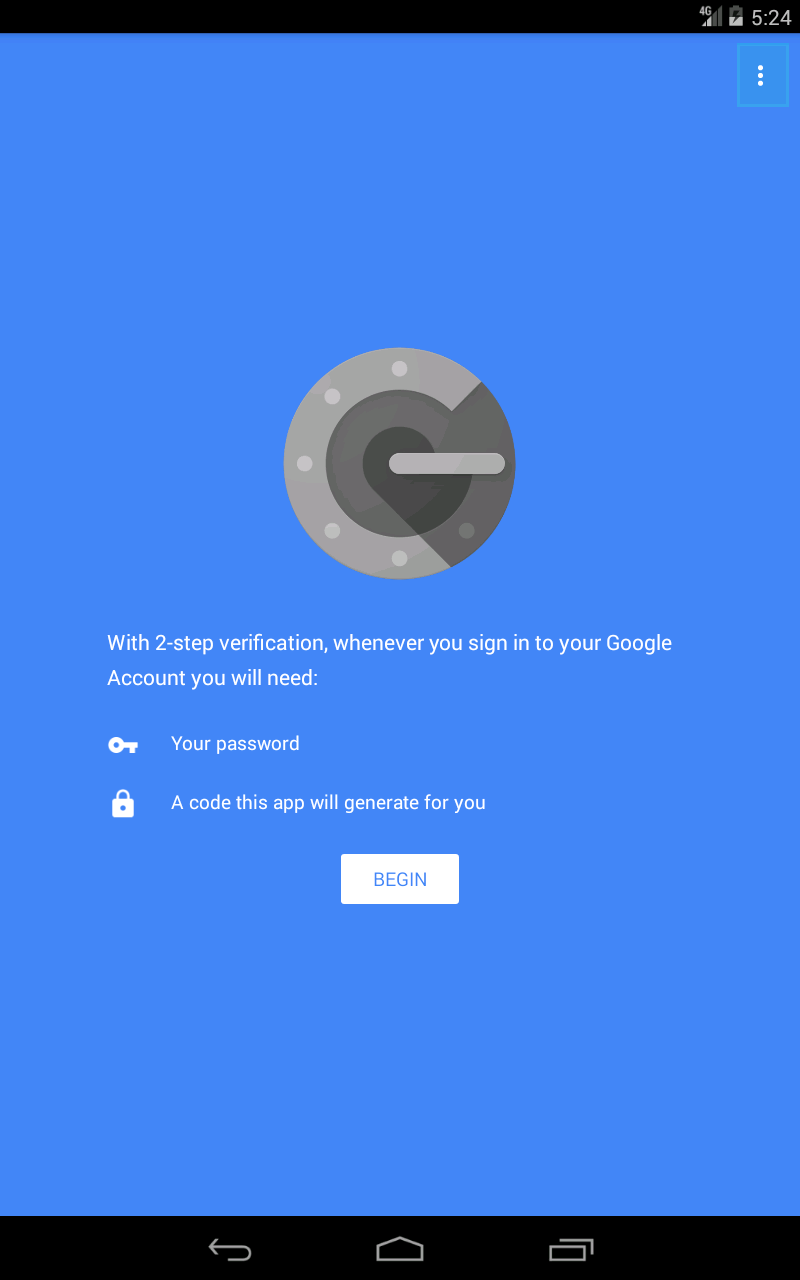 4G 5:24
With 2-step verification, whenever you sign in to your Google
Account you will need:
Your password
A code this app will generate for you
BEGIN